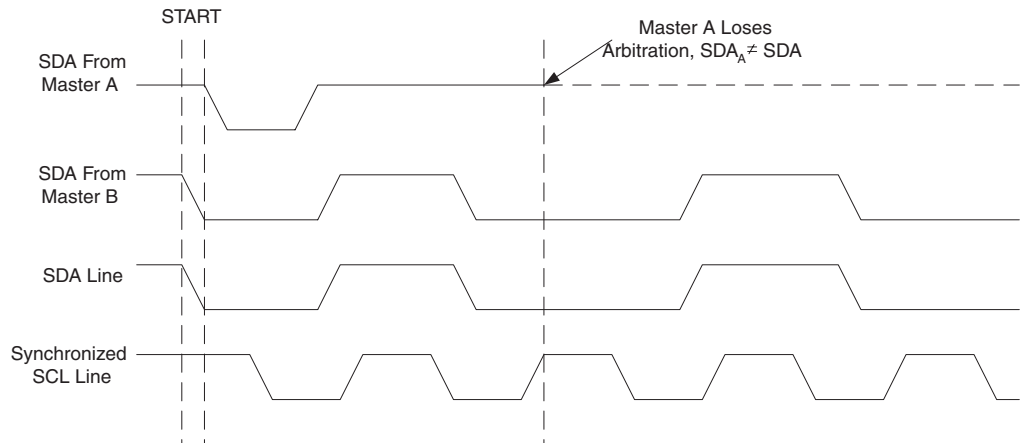 START
Master A Loses
Arbitration, SDA_A ≠ SDA
SDA From
Master A
SDA From
Master B
SDA Line
Synchronized
SCL Line